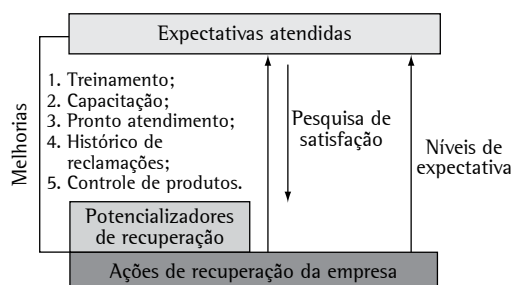 Expectativas atendidas
1. Treinamento;
2. Capacitação;
3. Pronto atendimento;
4. Histórico de
reclamações;
5. Controle de produtos.
Melhorias
Pesquisa de
satisfação
Níveis de
expectativa
Potencializadores
de recuperação
Ações de recuperação da empresa